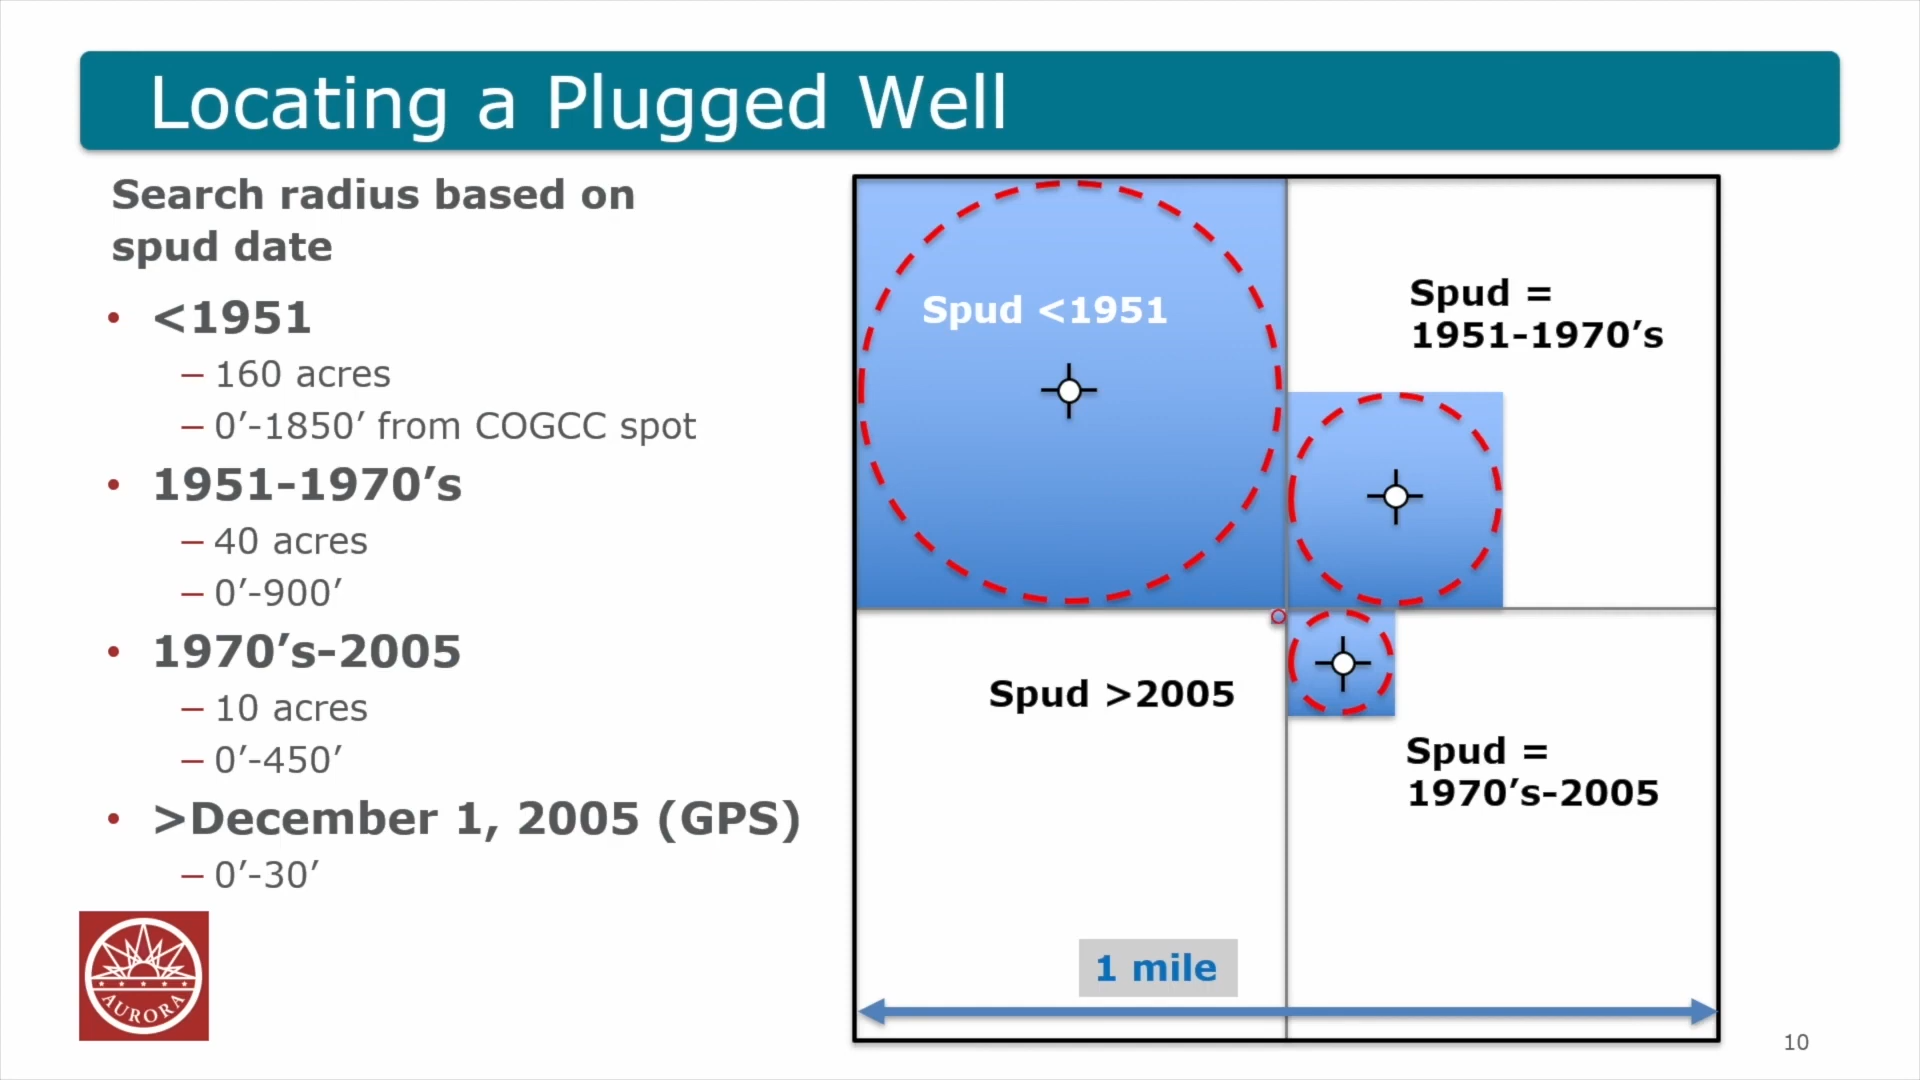 Locating a Plugged Well
Search radius based on
spud date
• <1951
– 160 acres
– 0’-1850’ from COGCC spot
• 1951-1970’s
– 40 acres
– 0’-900’
• 1970’s-2005
– 10 acres
– 0’-450’
• >December 1, 2005 (GPS)
– 0’-30’
AURORA
Spud <1951
Spud =
1951-1970’s
Spud >2005
Spud =
1970’s-2005
1 mile
10